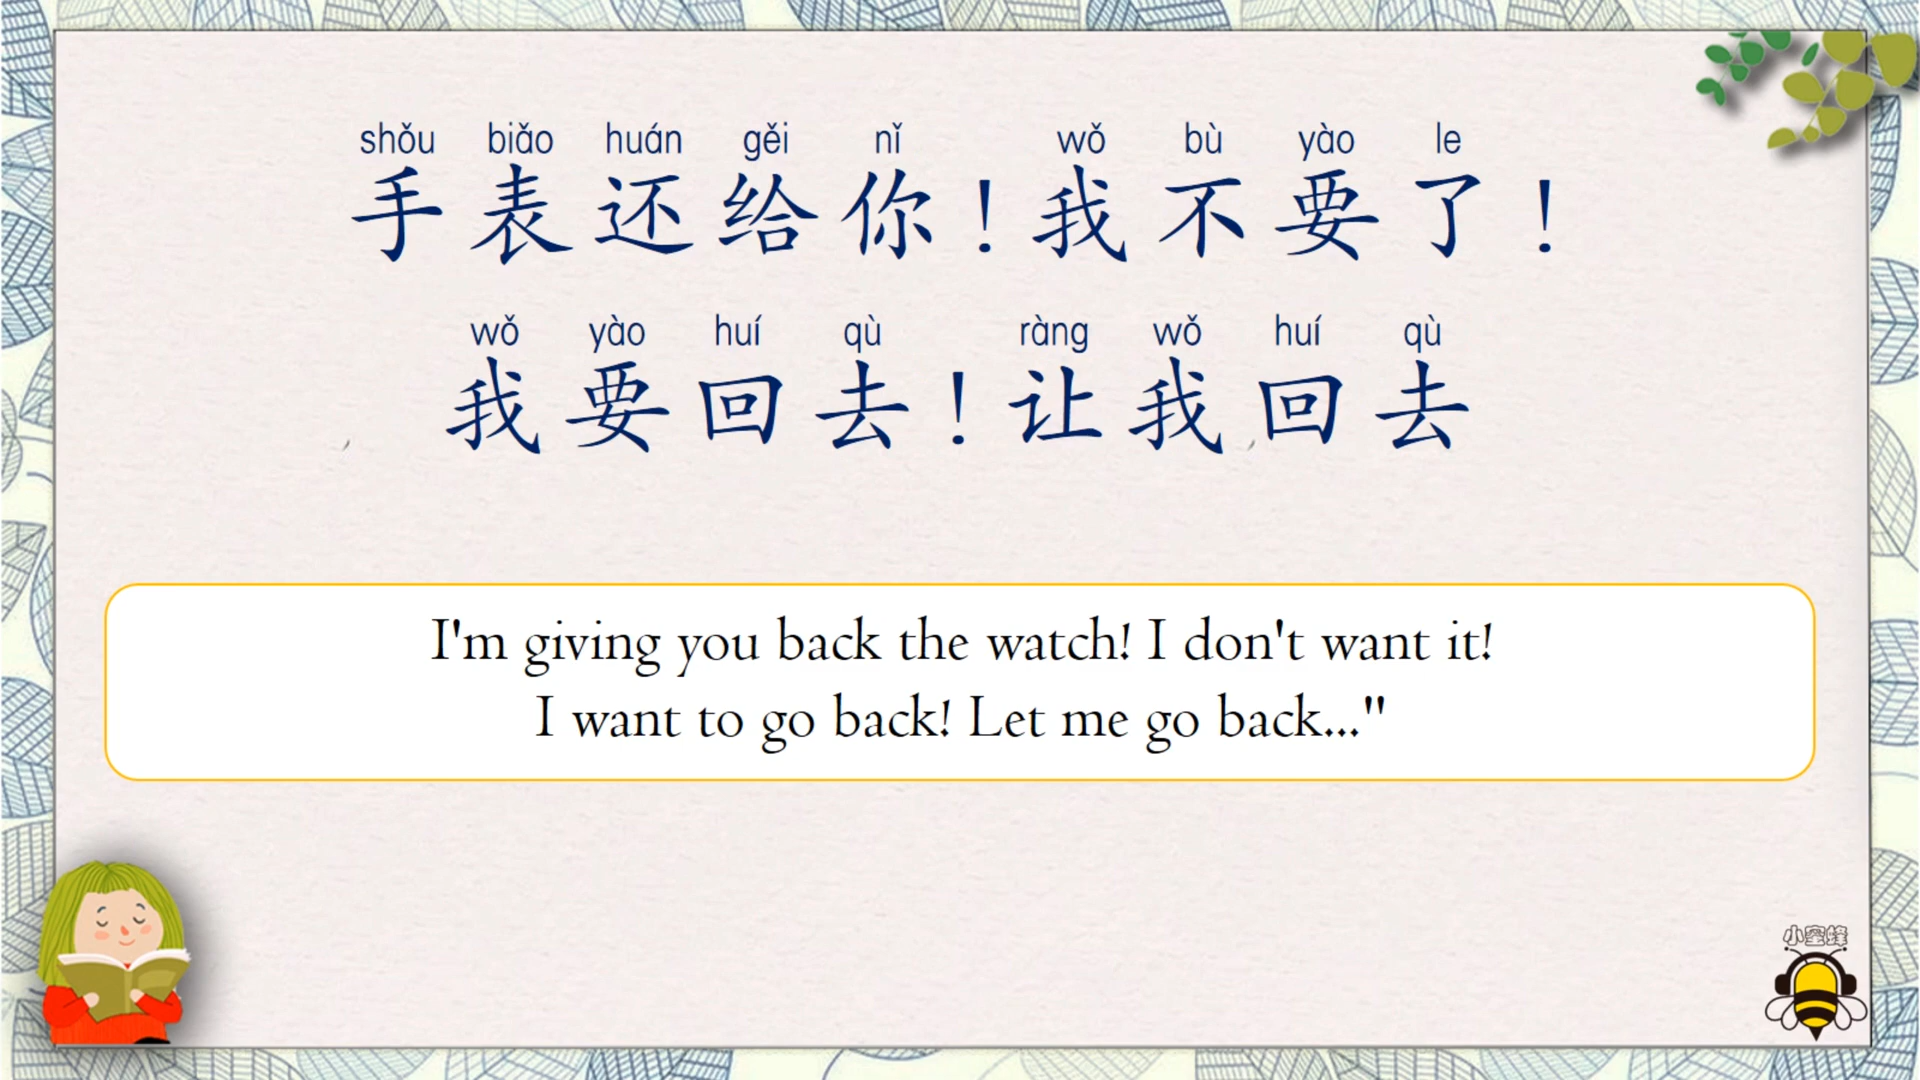 shǒu biǎo huán gěi nǐ wǒ bù yào le
手表还给你！我不要了！
wǒ yào huí qù ràng wǒ huí qù
我要回去！让我回去
I'm giving you back the watch! I don't want it!
I want to go back! Let me go back..."
小蜜蜂